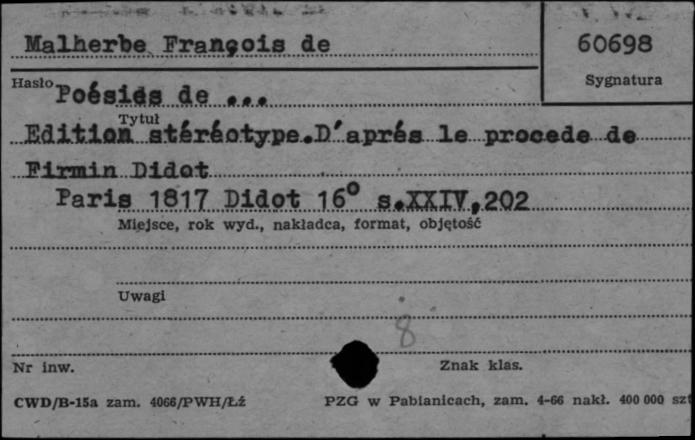 Malherbe François de
60698
Hasło
Sygnatura
Poésies de ...
Tytuł
Edition stéréotype.D'aprés le procede de
Firmin Didot
Paris 1817 Didot 16° s.XXIV,202
Miejsce, rok wyd., nakładca, format, objętość
Uwagi
8
Nr inw.
Znak klas.
CWD/B-15a zam. 4066/PWH/Łź
PZG w Pabianicach, zam. 4-66 nakł. 400 000 szt